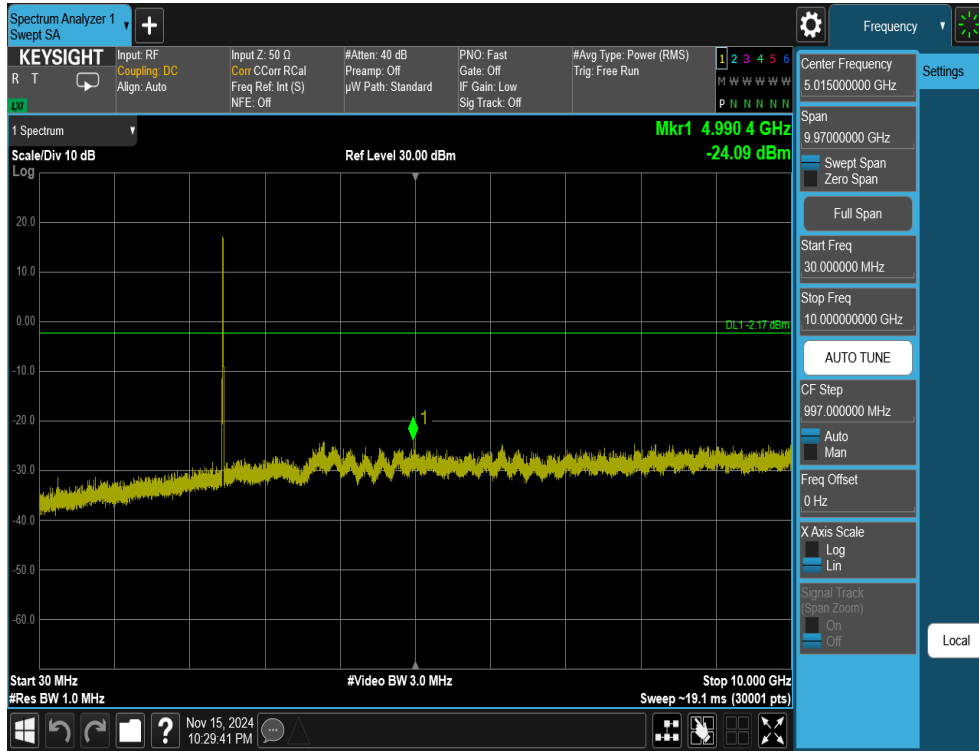 Spectrum Analyzer 1
Swept SA
Frequency
KEYSIGHT
R T
LXI
Input: RF
Coupling: DC
Align: Auto
Input Z: 50 Ω
Corr CCorr RCal
Freq Ref: Int (S)
NFE: Off
#Atten: 40 dB
Preamp: Off
µW Path: Standard
PNO: Fast
Gate: Off
IF Gain: Low
Sig Track: Off
#Avg Type: Power (RMS)
Trig: Free Run
1 2 3 4 5 6
M W W W W W
P N N N N N
1 Spectrum
Scale/Div 10 dB
Log
Ref Level 30.00 dBm
Mkr1 4.990 4 GHz
-24.09 dBm
20.0
10.0
0.00
DL1 -2.17 dBm
-10.0
-20.0
1
-30.0
-40.0
-50.0
-60.0
Start 30 MHz
#Video BW 3.0 MHz
Stop 10.000 GHz
#Res BW 1.0 MHz
Sweep ~19.1 ms (30001 pts)
Center Frequency
5.015000000 GHz
Settings
Span
9.97000000 GHz
Swept Span
Zero Span
Full Span
Start Freq
30.000000 MHz
Stop Freq
10.000000000 GHz
AUTO TUNE
CF Step
997.000000 MHz
Auto
Man
Freq Offset
0 Hz
X Axis Scale
Log
Lin
Signal Track
(Span Zoom)
On
Off
Local
?
Nov 15, 2024
10:29:41 PM